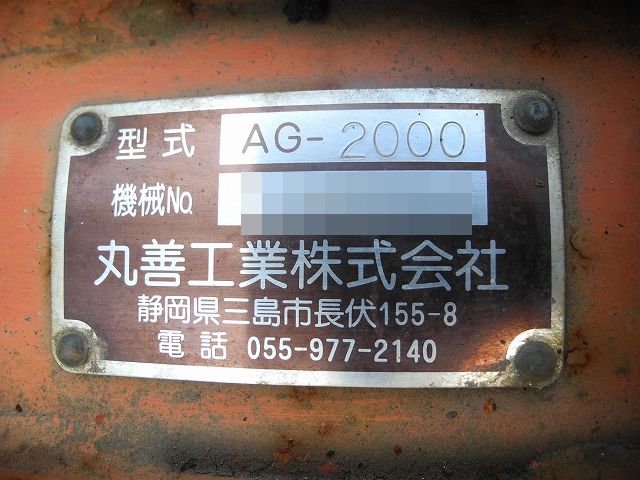 型式 AG-2000
機械No.
丸善工業株式会社
静岡県三島市長伏155-8
電話 055-977-2140